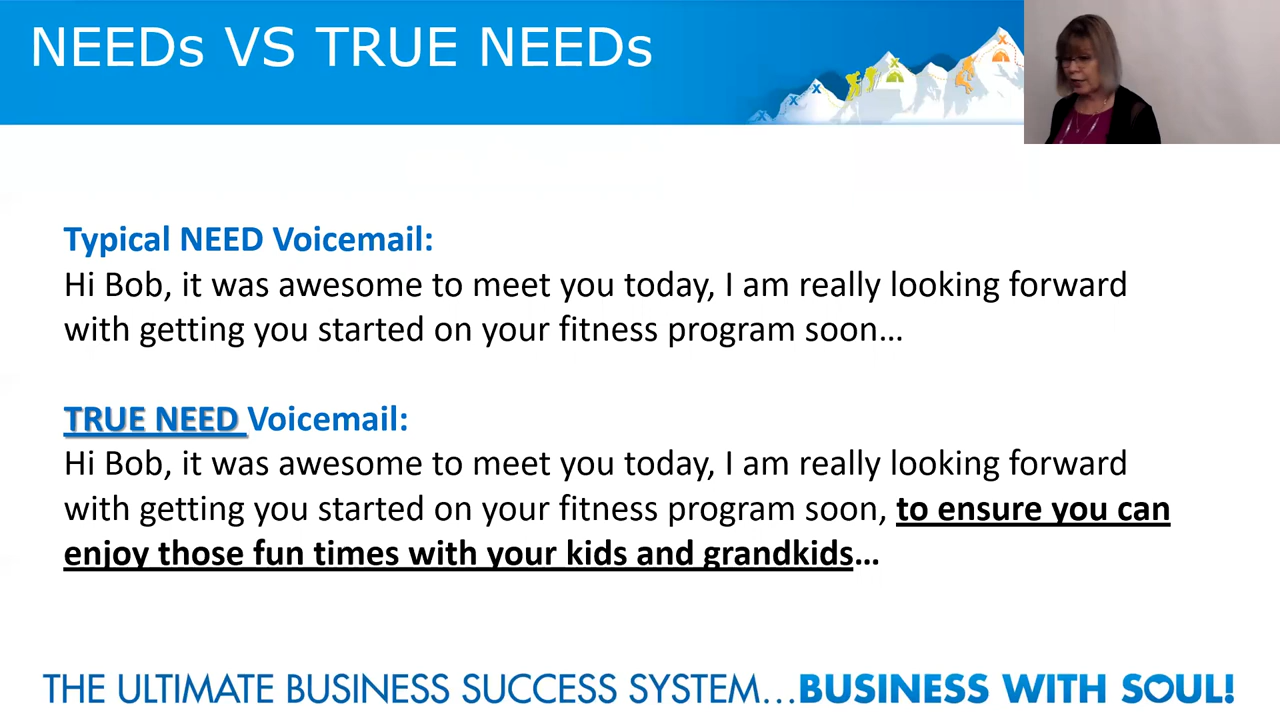 NEEDs VS TRUE NEEDs
Typical NEED Voicemail:
Hi Bob, it was awesome to meet you today, I am really looking forward
with getting you started on your fitness program soon…
TRUE NEED Voicemail:
Hi Bob, it was awesome to meet you today, I am really looking forward
with getting you started on your fitness program soon, to ensure you can
enjoy those fun times with your kids and grandkids…
THE ULTIMATE BUSINESS SUCCESS SYSTEM…BUSINESS WITH SOUL!